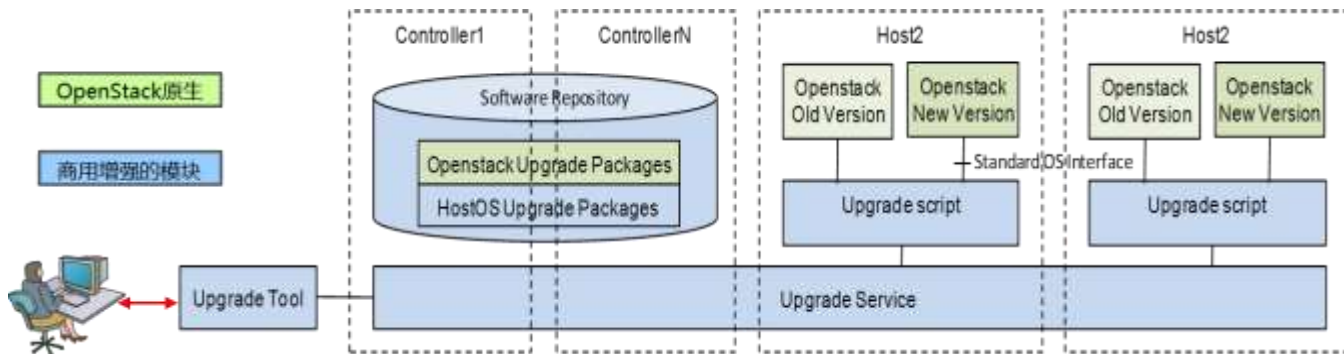 Controller1
ControllerN
Host2
Host2
OpenStack原生
商用增强的模块
Software Repository
Openstack Upgrade Packages
HostOS Upgrade Packages
Openstack
Old Version
Openstack
New Version
Openstack
Old Version
Openstack
New Version
Standard OS Interface
Upgrade script
Upgrade script
Upgrade Tool
Upgrade Service